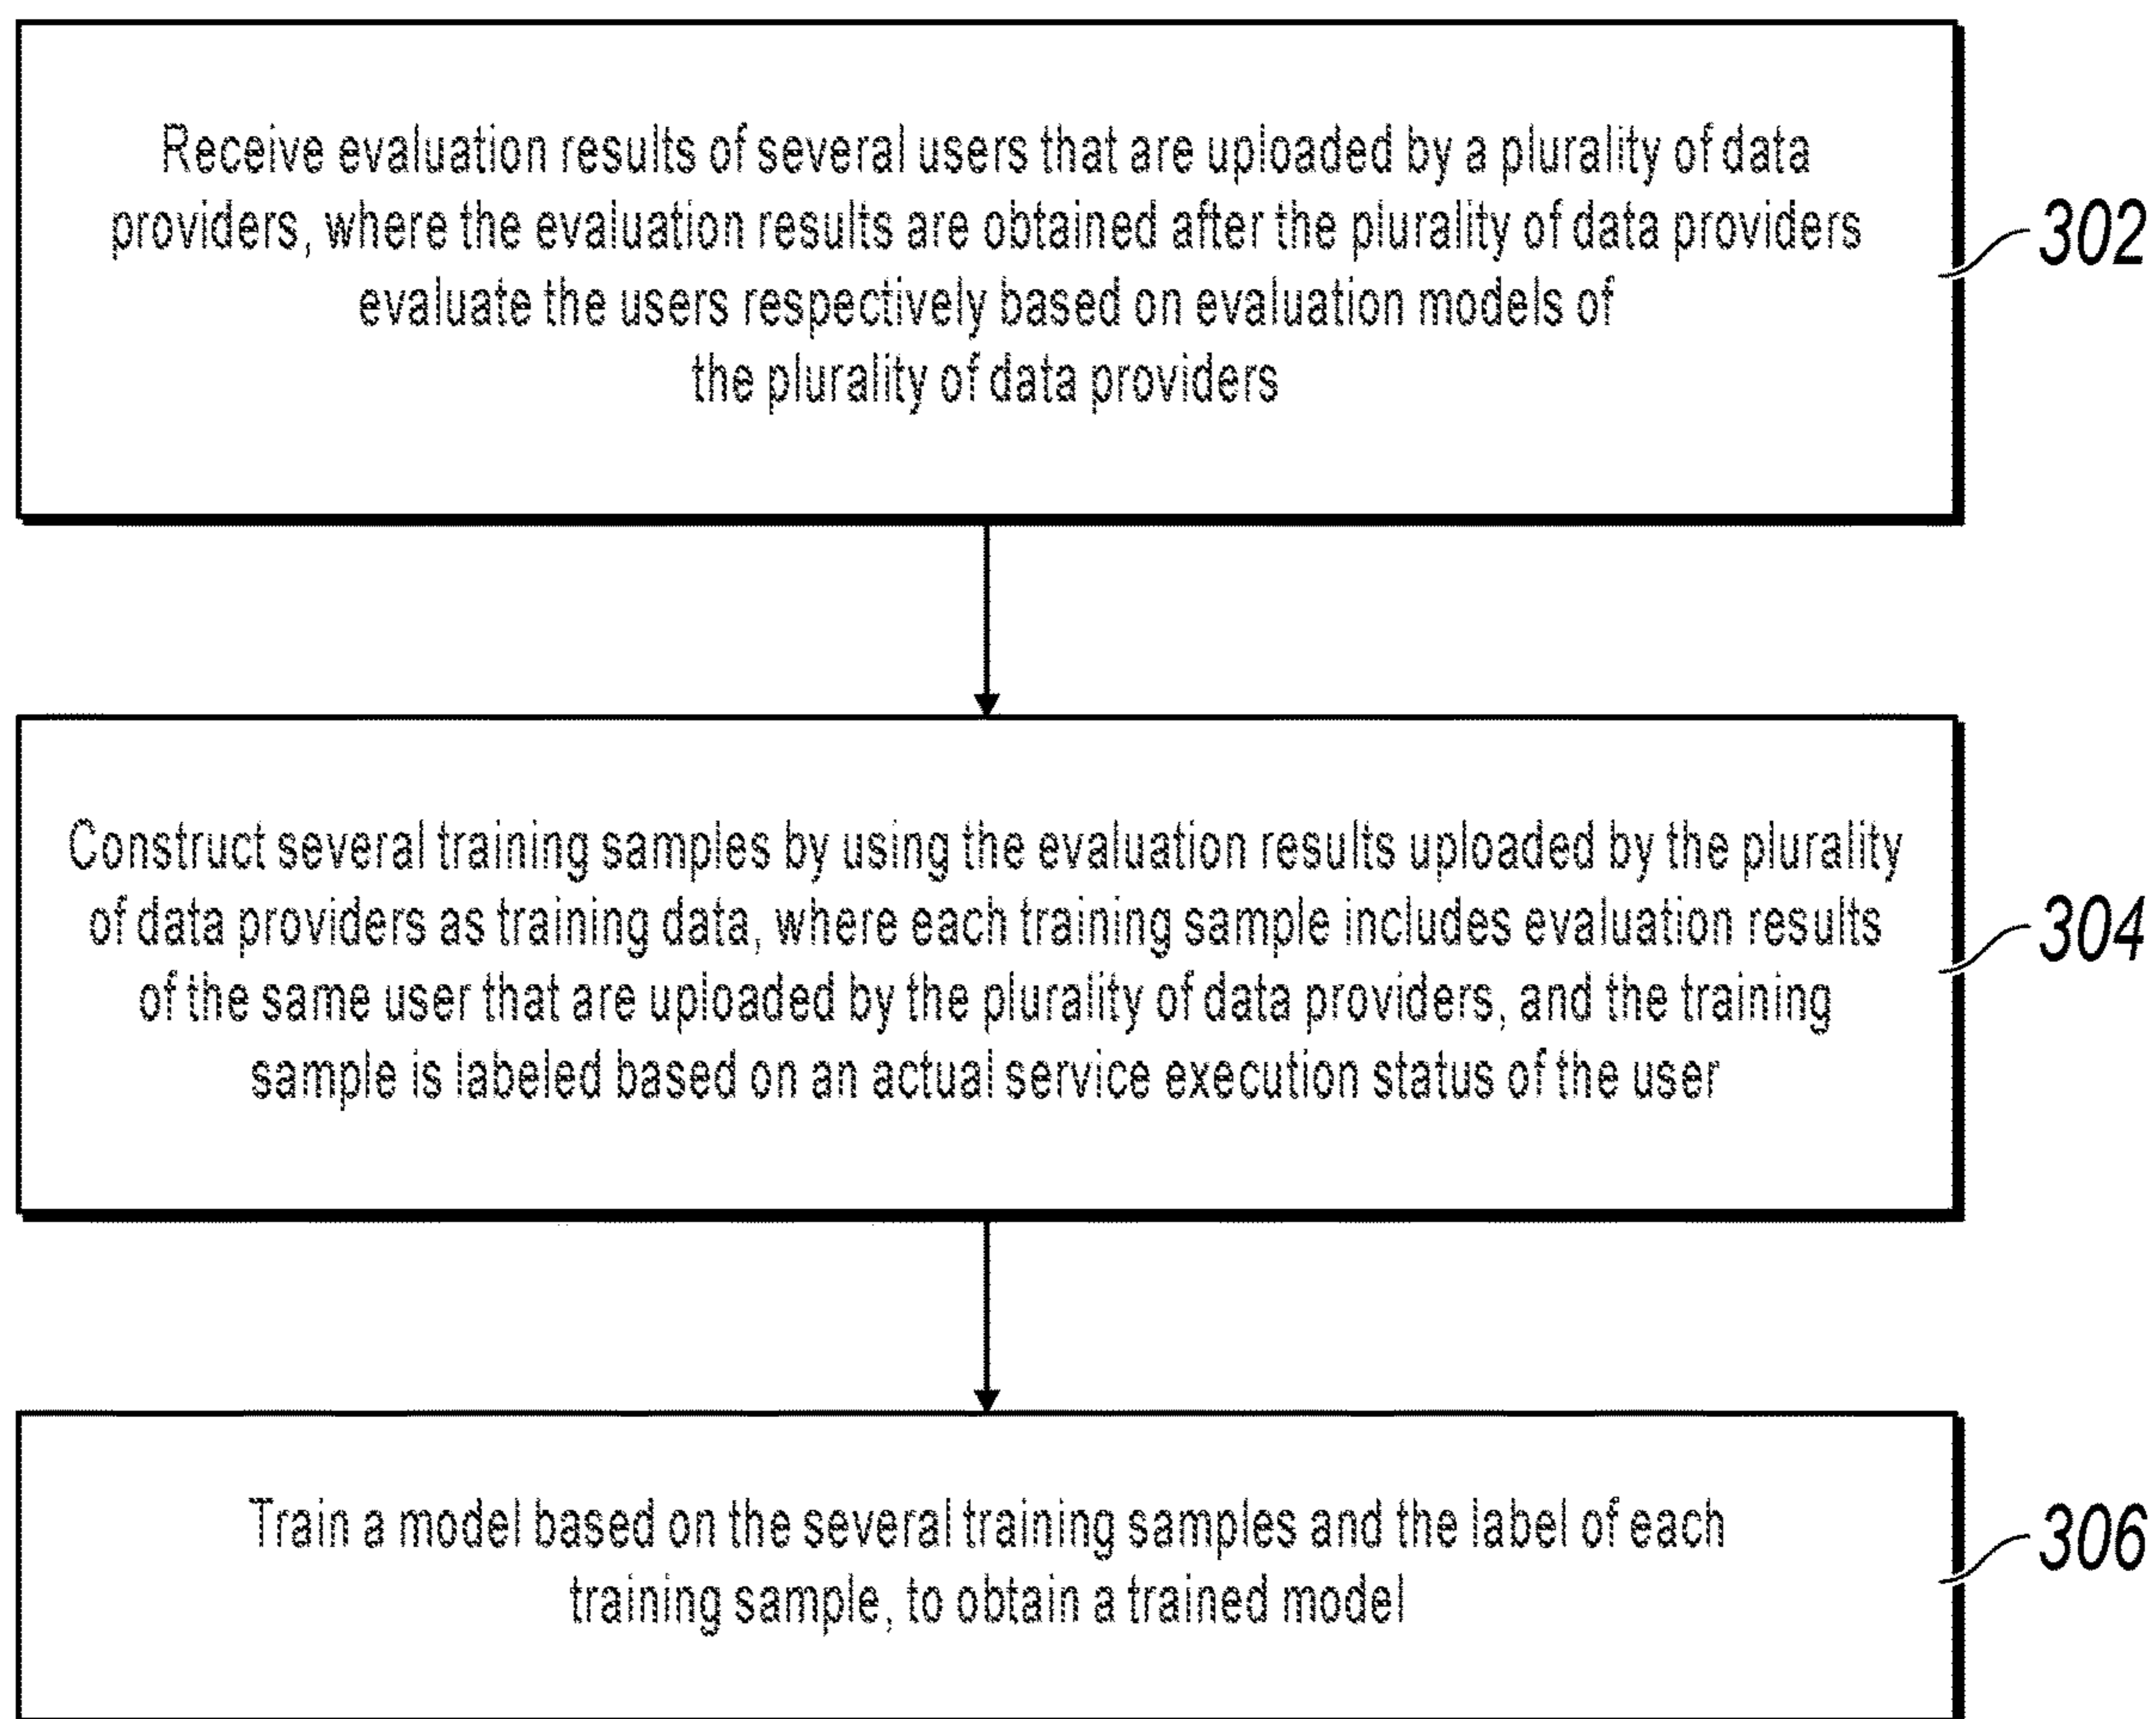 Receive evaluation results of several users that are uploaded by a plurality of data
providers, where the evaluation results are obtained after the plurality of data providers
evaluate the users respectively based on evaluation models of
the plurality of data providers
302
Construct several training samples by using the evaluation results uploaded by the plurality
of data providers as training data, where each training sample includes evaluation results
of the same user that are uploaded by the plurality of data providers, and the training
sample is labeled based on an actual service execution status of the user
304
Train a model based on the several training samples and the label of each
training sample, to obtain a trained model
306